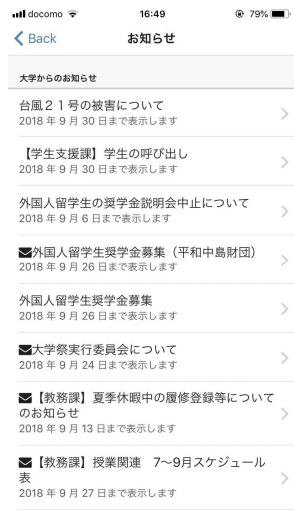 docomo 16:49 79%
Back お知らせ
大学からのお知らせ
台風２１号の被害について
2018 年 9 月 30 日まで表示します
【学生支援課】学生の呼び出し
2018 年 9 月 30 日まで表示します
外国人留学生の奨学金説明会中止について
2018 年 9 月 6 日まで表示します
外国人留学生奨学金募集（平和中島財団）
2018 年 9 月 26 日まで表示します
外国人留学生奨学金募集
2018 年 9 月 26 日まで表示します
大学祭実行委員会について
2018 年 9 月 24 日まで表示します
【教務課】夏季休暇中の履修登録等について
のお知らせ
2018 年 9 月 13 日まで表示します
【教務課】授業関連　7〜9月スケジュール
表
2018 年 9 月 27 日まで表示します